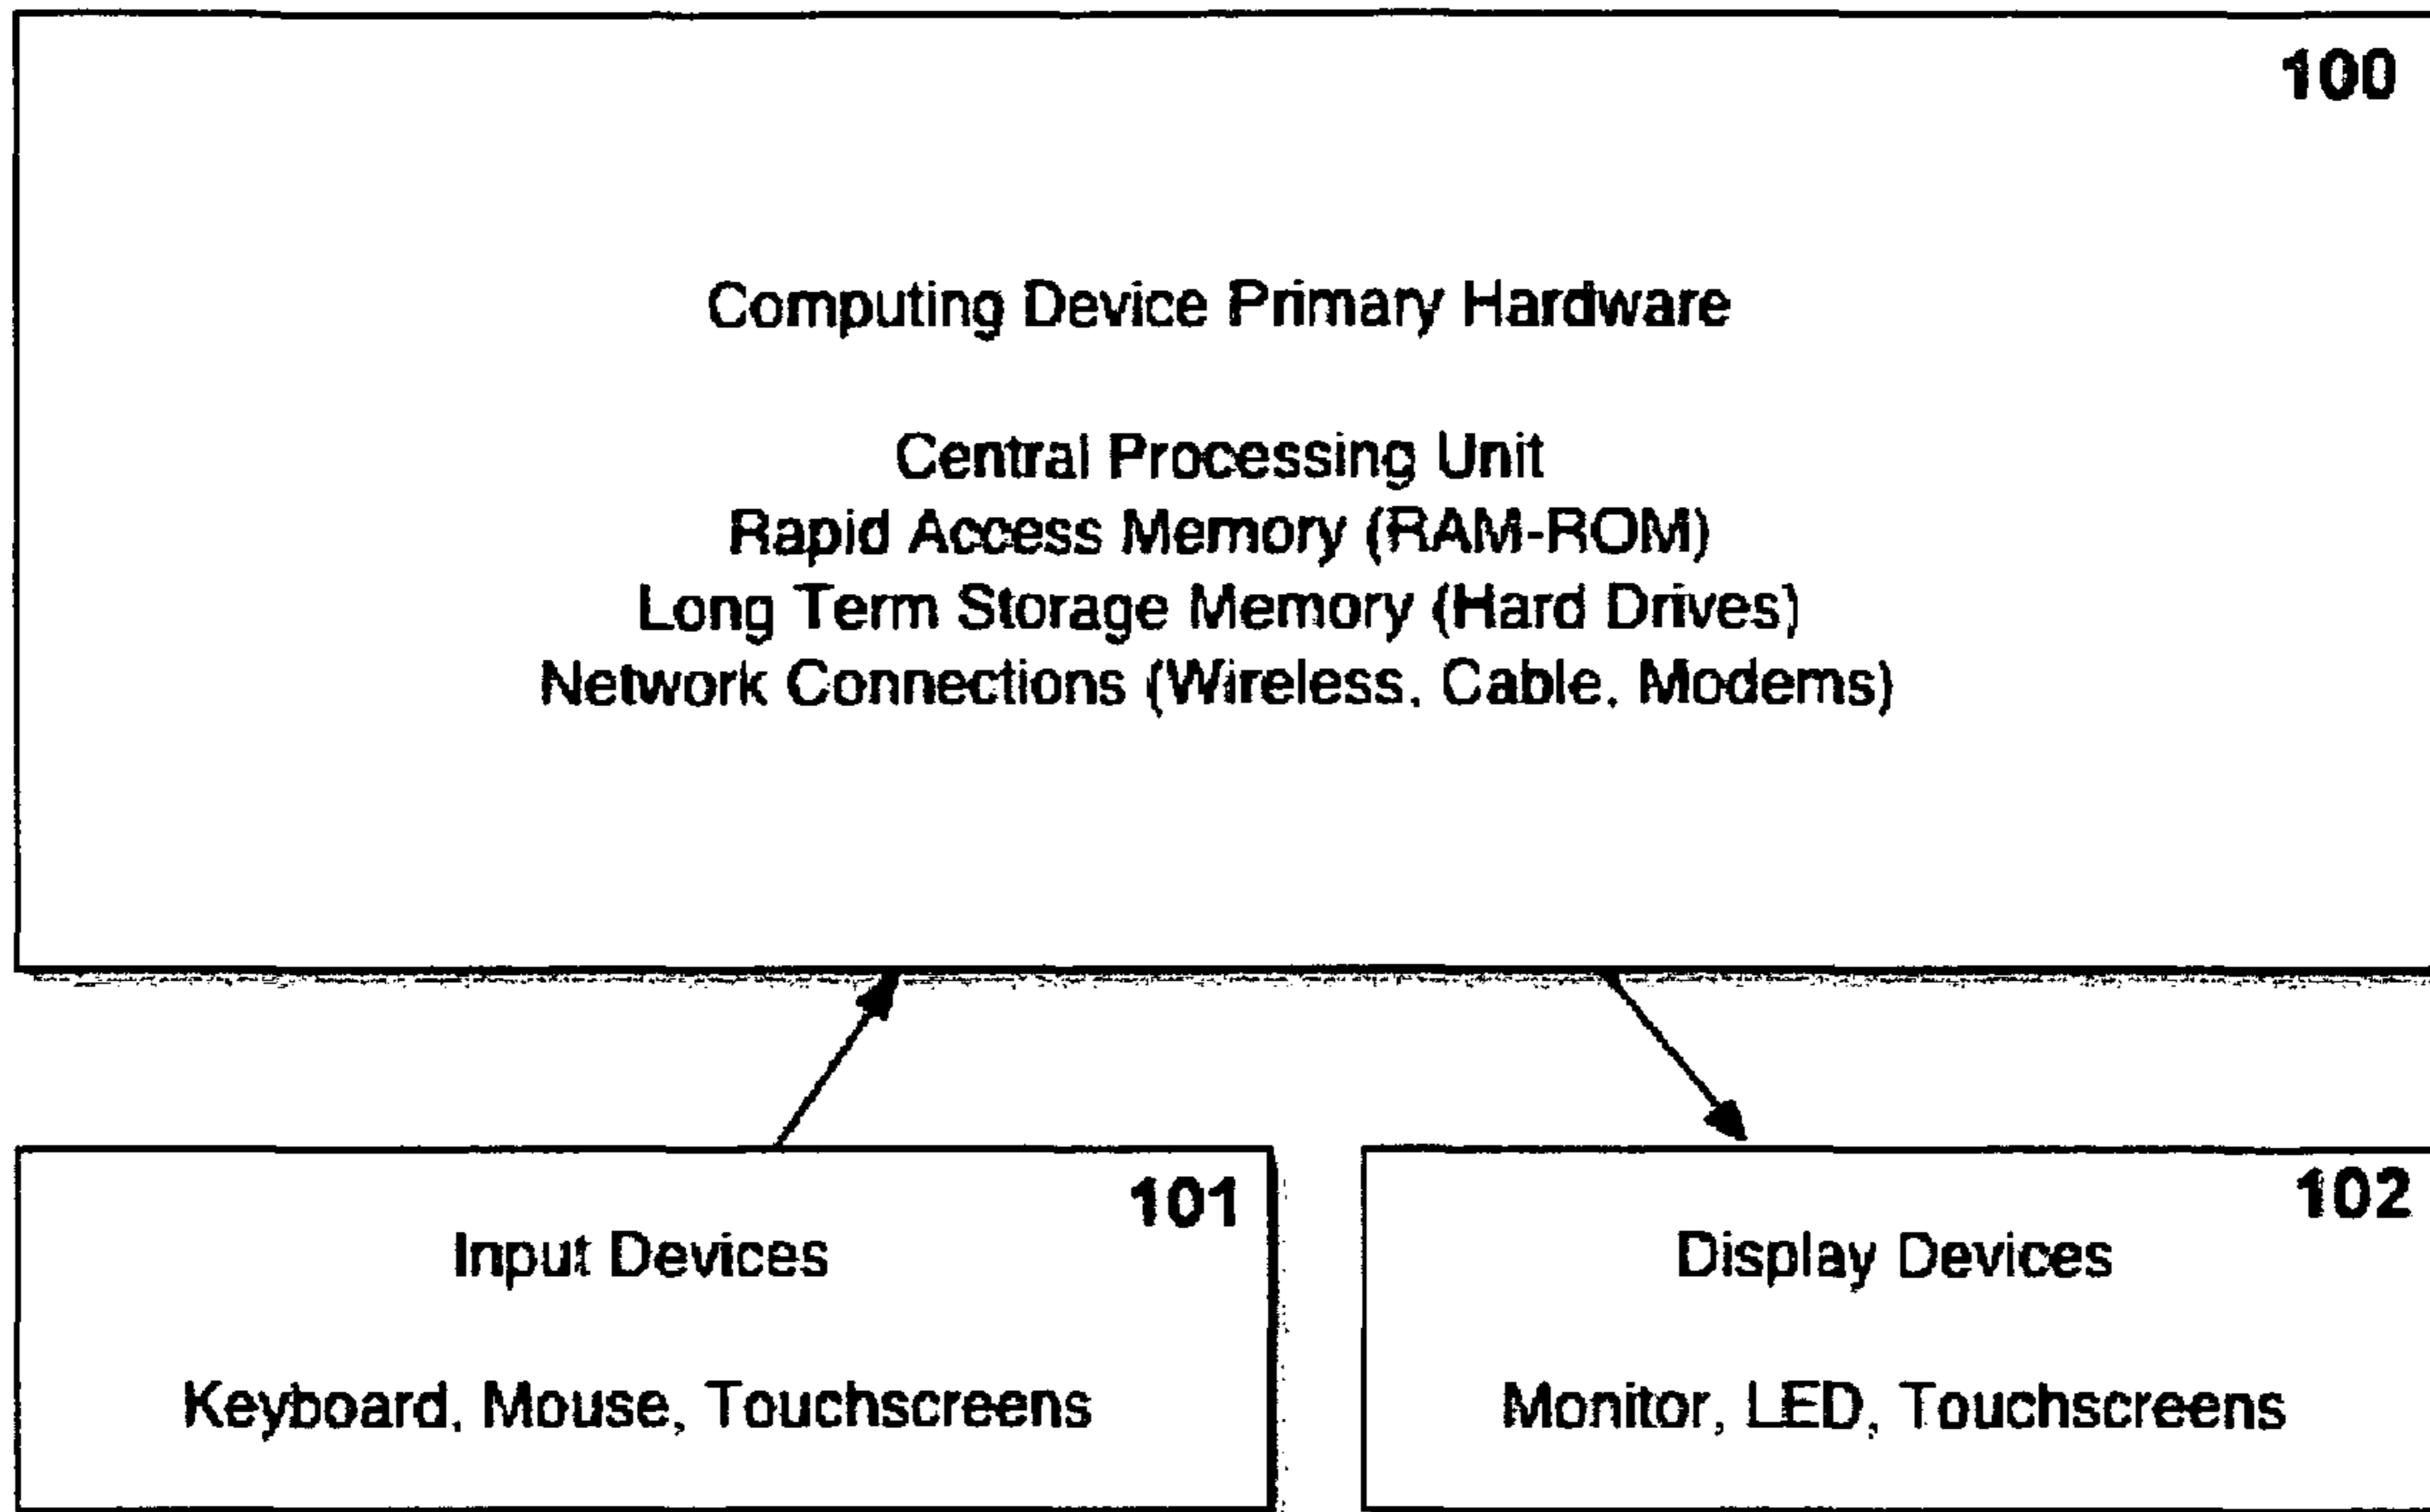 100
Computing Device Primary Hardware
Central Processing Unit
Rapid Access Memory (RAM-ROM)
Long Term Storage Memory (Hard Drives)
Network Connections (Wireless, Cable, Modems)
101
Input Devices
Keyboard, Mouse, Touchscreens
102
Display Devices
Monitor, LED, Touchscreens